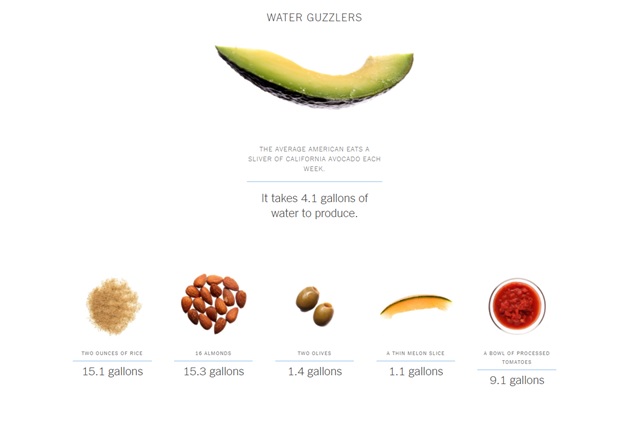 WATER GUZZLERS
THE AVERAGE AMERICAN EATS A
SLIVER OF CALIFORNIA AVOCADO EACH
WEEK.
It takes 4.1 gallons of
water to produce.
TWO OUNCES OF RICE
15.1 gallons
16 ALMONDS
15.3 gallons
TWO OLIVES
1.4 gallons
A THIN MELON SLICE
1.1 gallons
A BOWL OF PROCESSED
TOMATOES
9.1 gallons